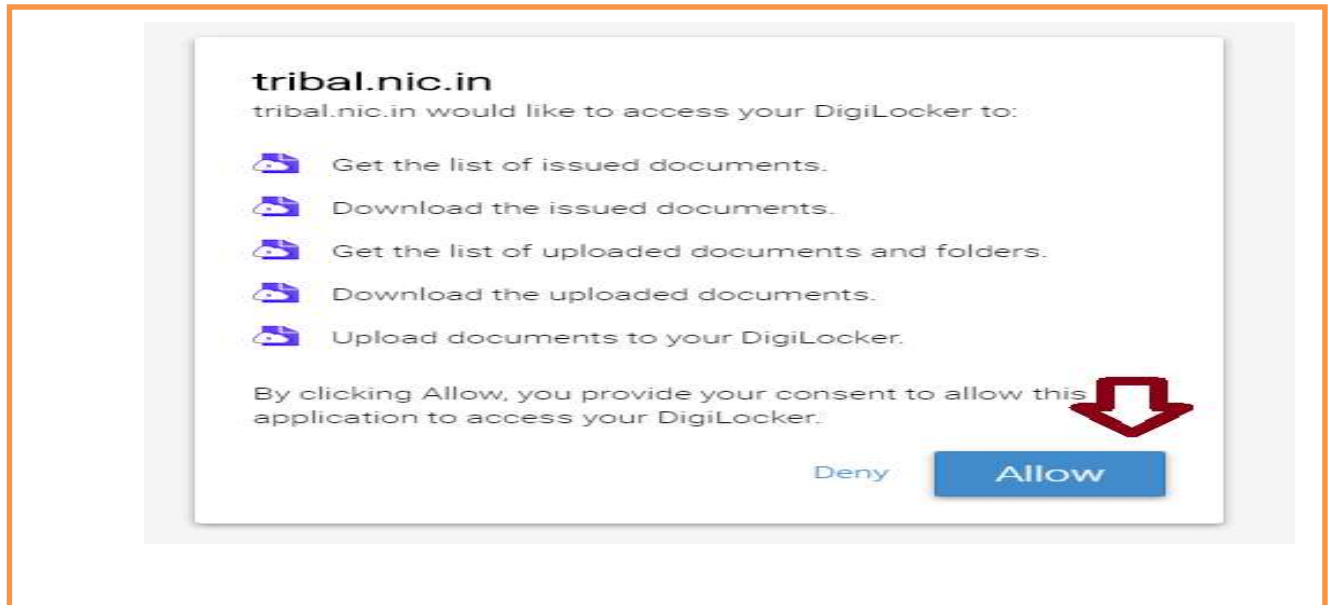 tribal.nic.in
tribal.nic.in would like to access your DigiLocker to:
Get the list of issued documents.
Download the issued documents.
Get the list of uploaded documents and folders.
Download the uploaded documents.
Upload documents to your DigiLocker.
By clicking Allow, you provide your consent to allow this
application to access your DigiLocker.
Deny Allow